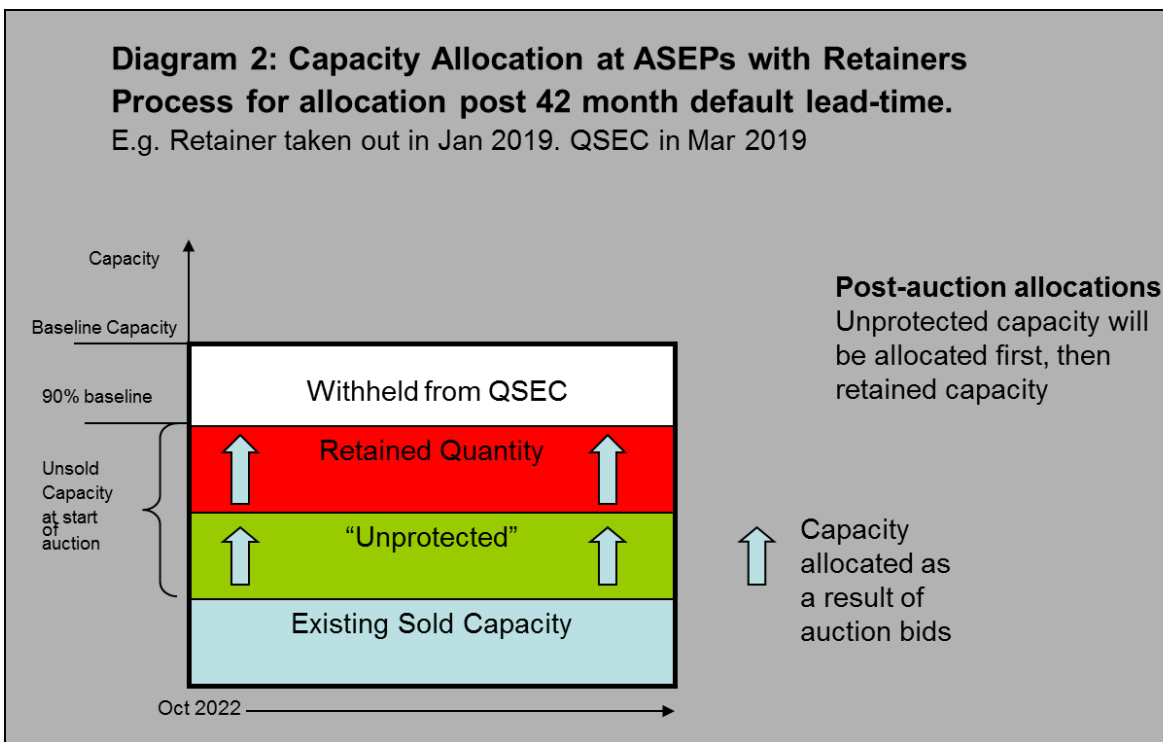 Diagram 2: Capacity Allocation at ASEPs with Retainers
Process for allocation post 42 month default lead-time.
E.g. Retainer taken out in Jan 2019. QSEC in Mar 2019
Capacity
Baseline Capacity
90% baseline
Unsold
Capacity
at start
of
auction
Withheld from QSEC
Retained Quantity
“Unprotected”
Existing Sold Capacity
Oct 2022
Post-auction allocations
Unprotected capacity will
be allocated first, then
retained capacity
Capacity
allocated as
a result of
auction bids